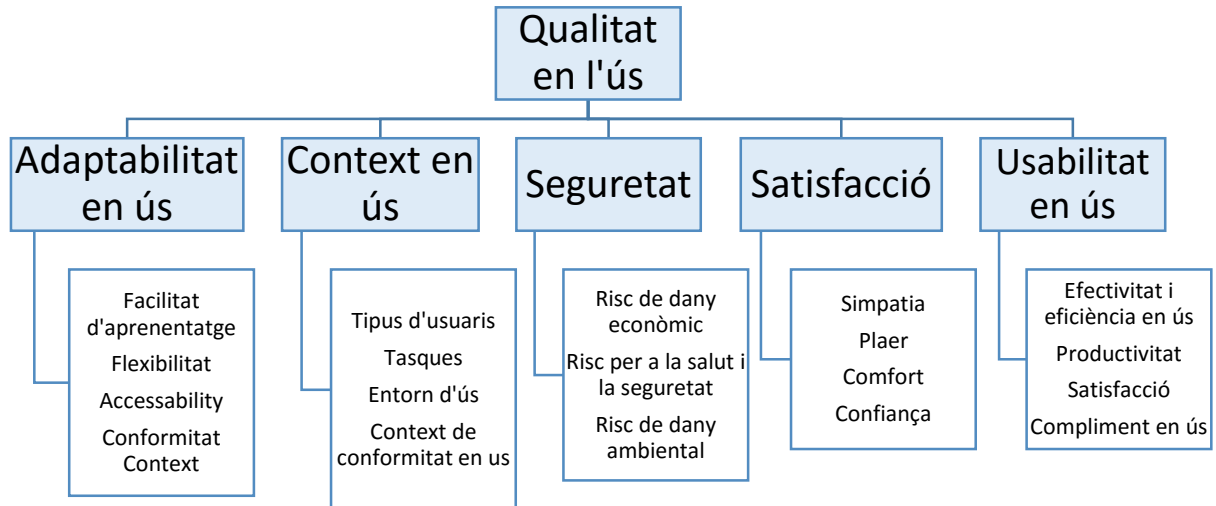 Qualitat
en l'ús
Adaptabilitat
en ús
Context en
ús
Seguretat
Satisfacció
Usabilitat
en ús
Facilitat
d'aprenentatge
Flexibilitat
Accessability
Conformitat
Context
Tipus d'usuaris
Tasques
Entorn d'ús
Context de
conformitat en us
Risc de dany
econòmic
Risc per a la salut i
la seguretat
Risc de dany
ambiental
Simpatia
Plaer
Comfort
Confiança
Efectivitat i
eficiència en ús
Productivitat
Satisfacció
Compliment en ús